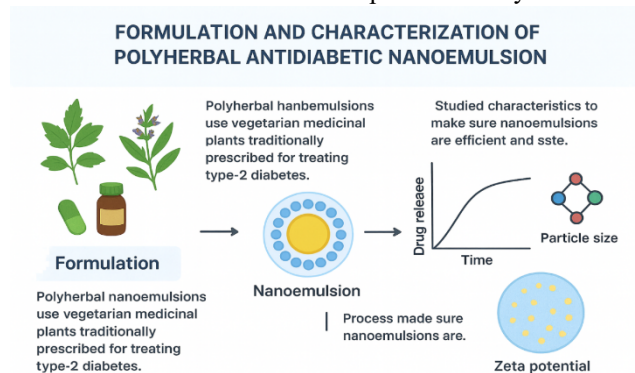 FORMULATION AND CHARACTERIZATION OF
POLYHERBAL ANTIDIABETIC NANOEMULSION
Polyherbal hanbemulsions
use vegetarian medicinal
plants traditionally
prescribed for treating
type-2 diabetes.
Studied characteristics to
make sure nanoemulsions
are efficient and sste.
Drug releaee
Time
Particle size
Formulation
Nanoemulsion
Polyherbal nanoemulsions
use vegetarian medicinal
plants traditionally
prescribed for treating
type-2 diabetes.
Process made sure
nanoemulsions are.
Zeta potential